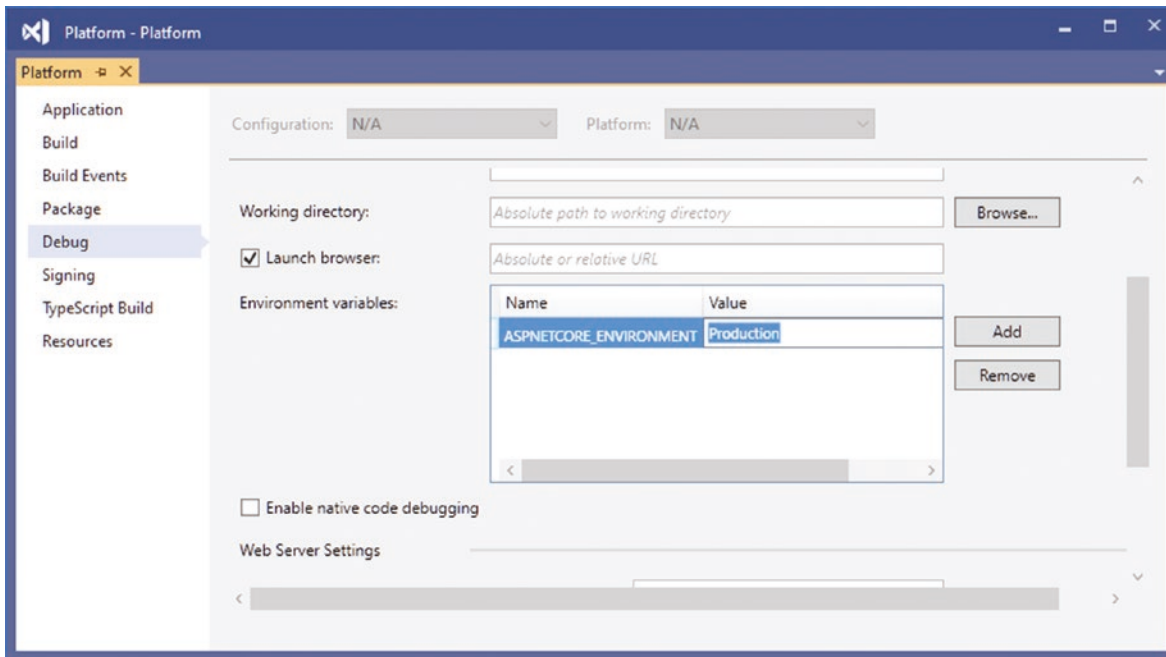 Platform - Platform
Platform
Application
Build
Build Events
Package
Debug
Signing
TypeScript Build
Resources
Configuration: N/A Platform: N/A
Working directory: Absolute path to working directory Browse...
Launch browser: Absolute or relative URL
Environment variables: Name Value
ASPNETCORE_ENVIRONMENT Production
Add
Remove
Enable native code debugging
Web Server Settings